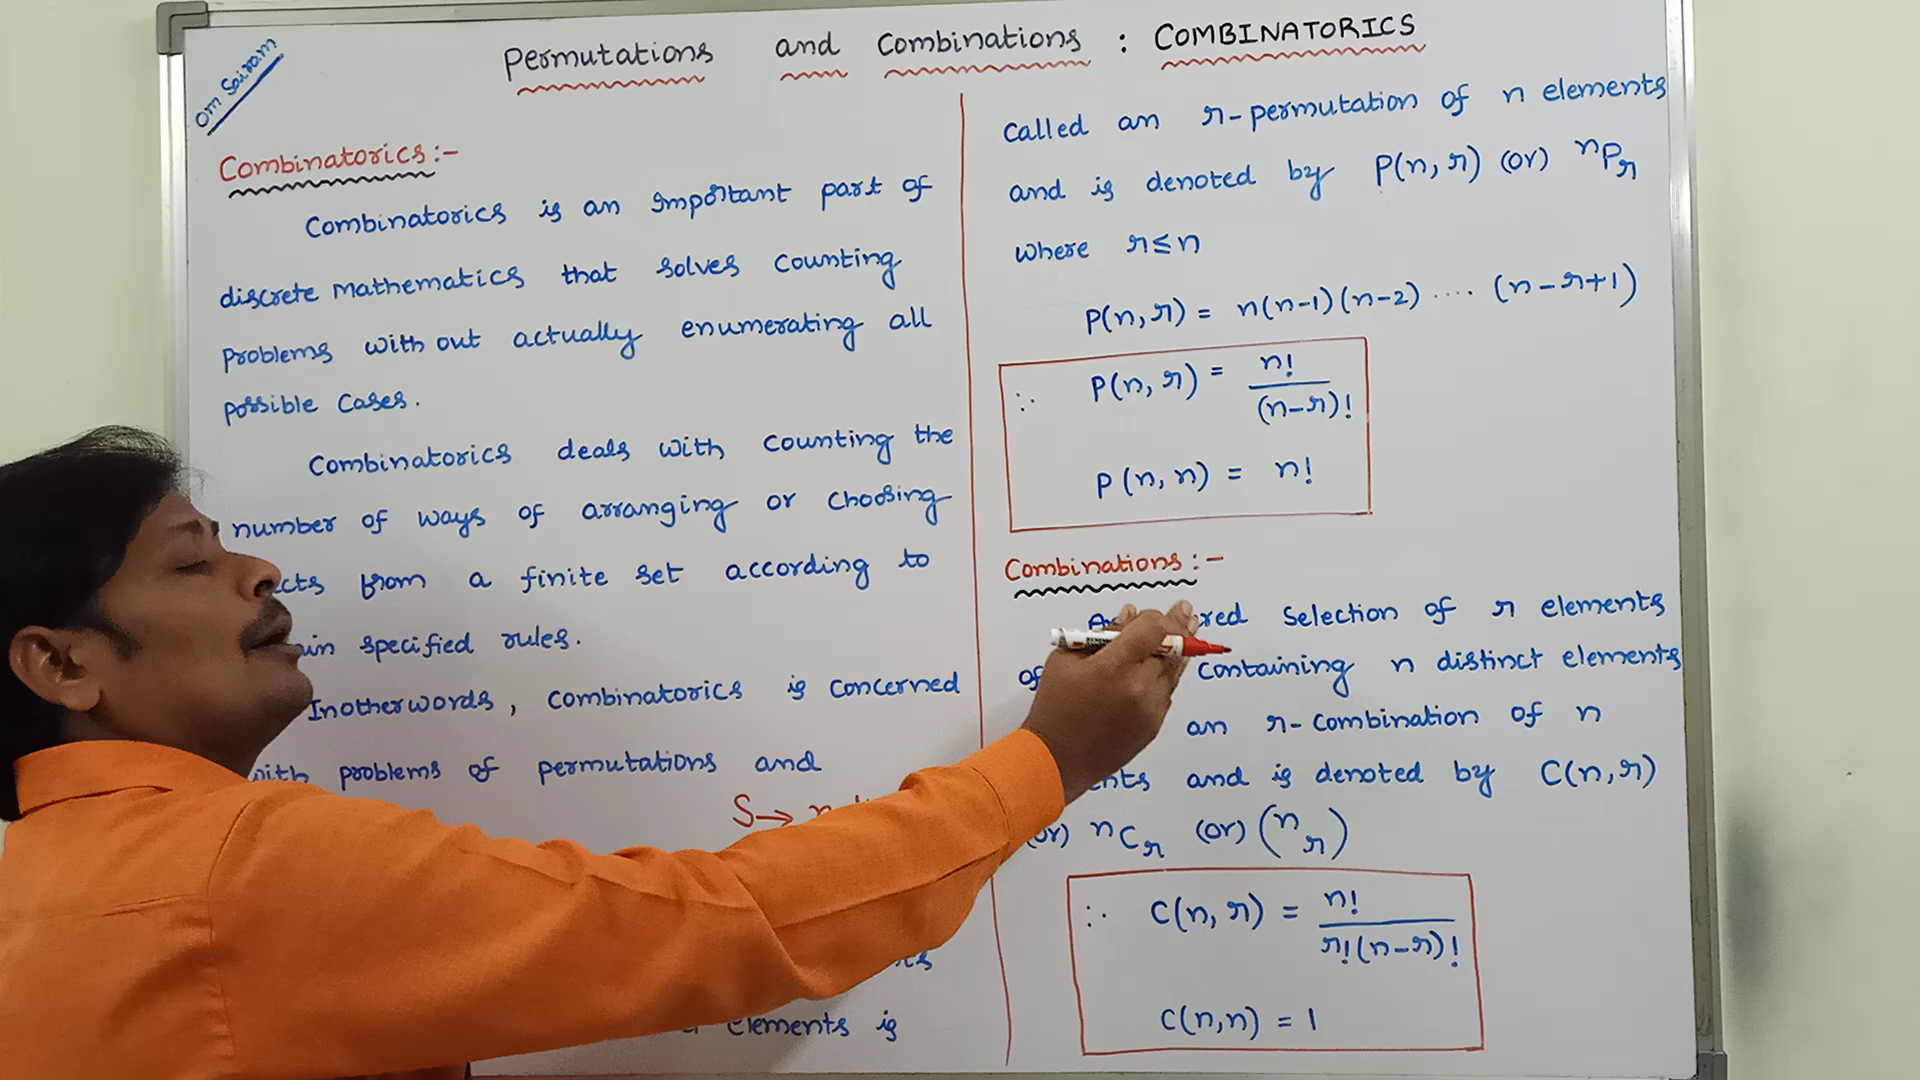 Permutations and Combinations : COMBINATORICS
Om Sairam
Combinatorics :-
Combinatorics is an important part of
discrete mathematics that solves counting
problems with out actually enumerating all
possible cases.
Combinatorics deals with counting the
number of ways of arranging or choosing
from a finite set according to
specified rules.
Inotherwords, combinatorics is concerned
with problems of permutations and
S→ n
elements is
called an r-permutation of n elements
and is denoted by P(n, r) (or) ⁿPᵣ
where r≤n
P(n, r) = n(n-1)(n-2) .... (n-r+1)
∴ P(n, r) = n!/(n-r)!
P(n, n) = n!
Combinations :-
selection of r elements
of containing n distinct elements
an r-combination of n
and is denoted by C(n, r)
(or) ⁿCᵣ (or) (n r)
∴ C(n, r) = n!/r!(n-r)!
C(n,n) = 1